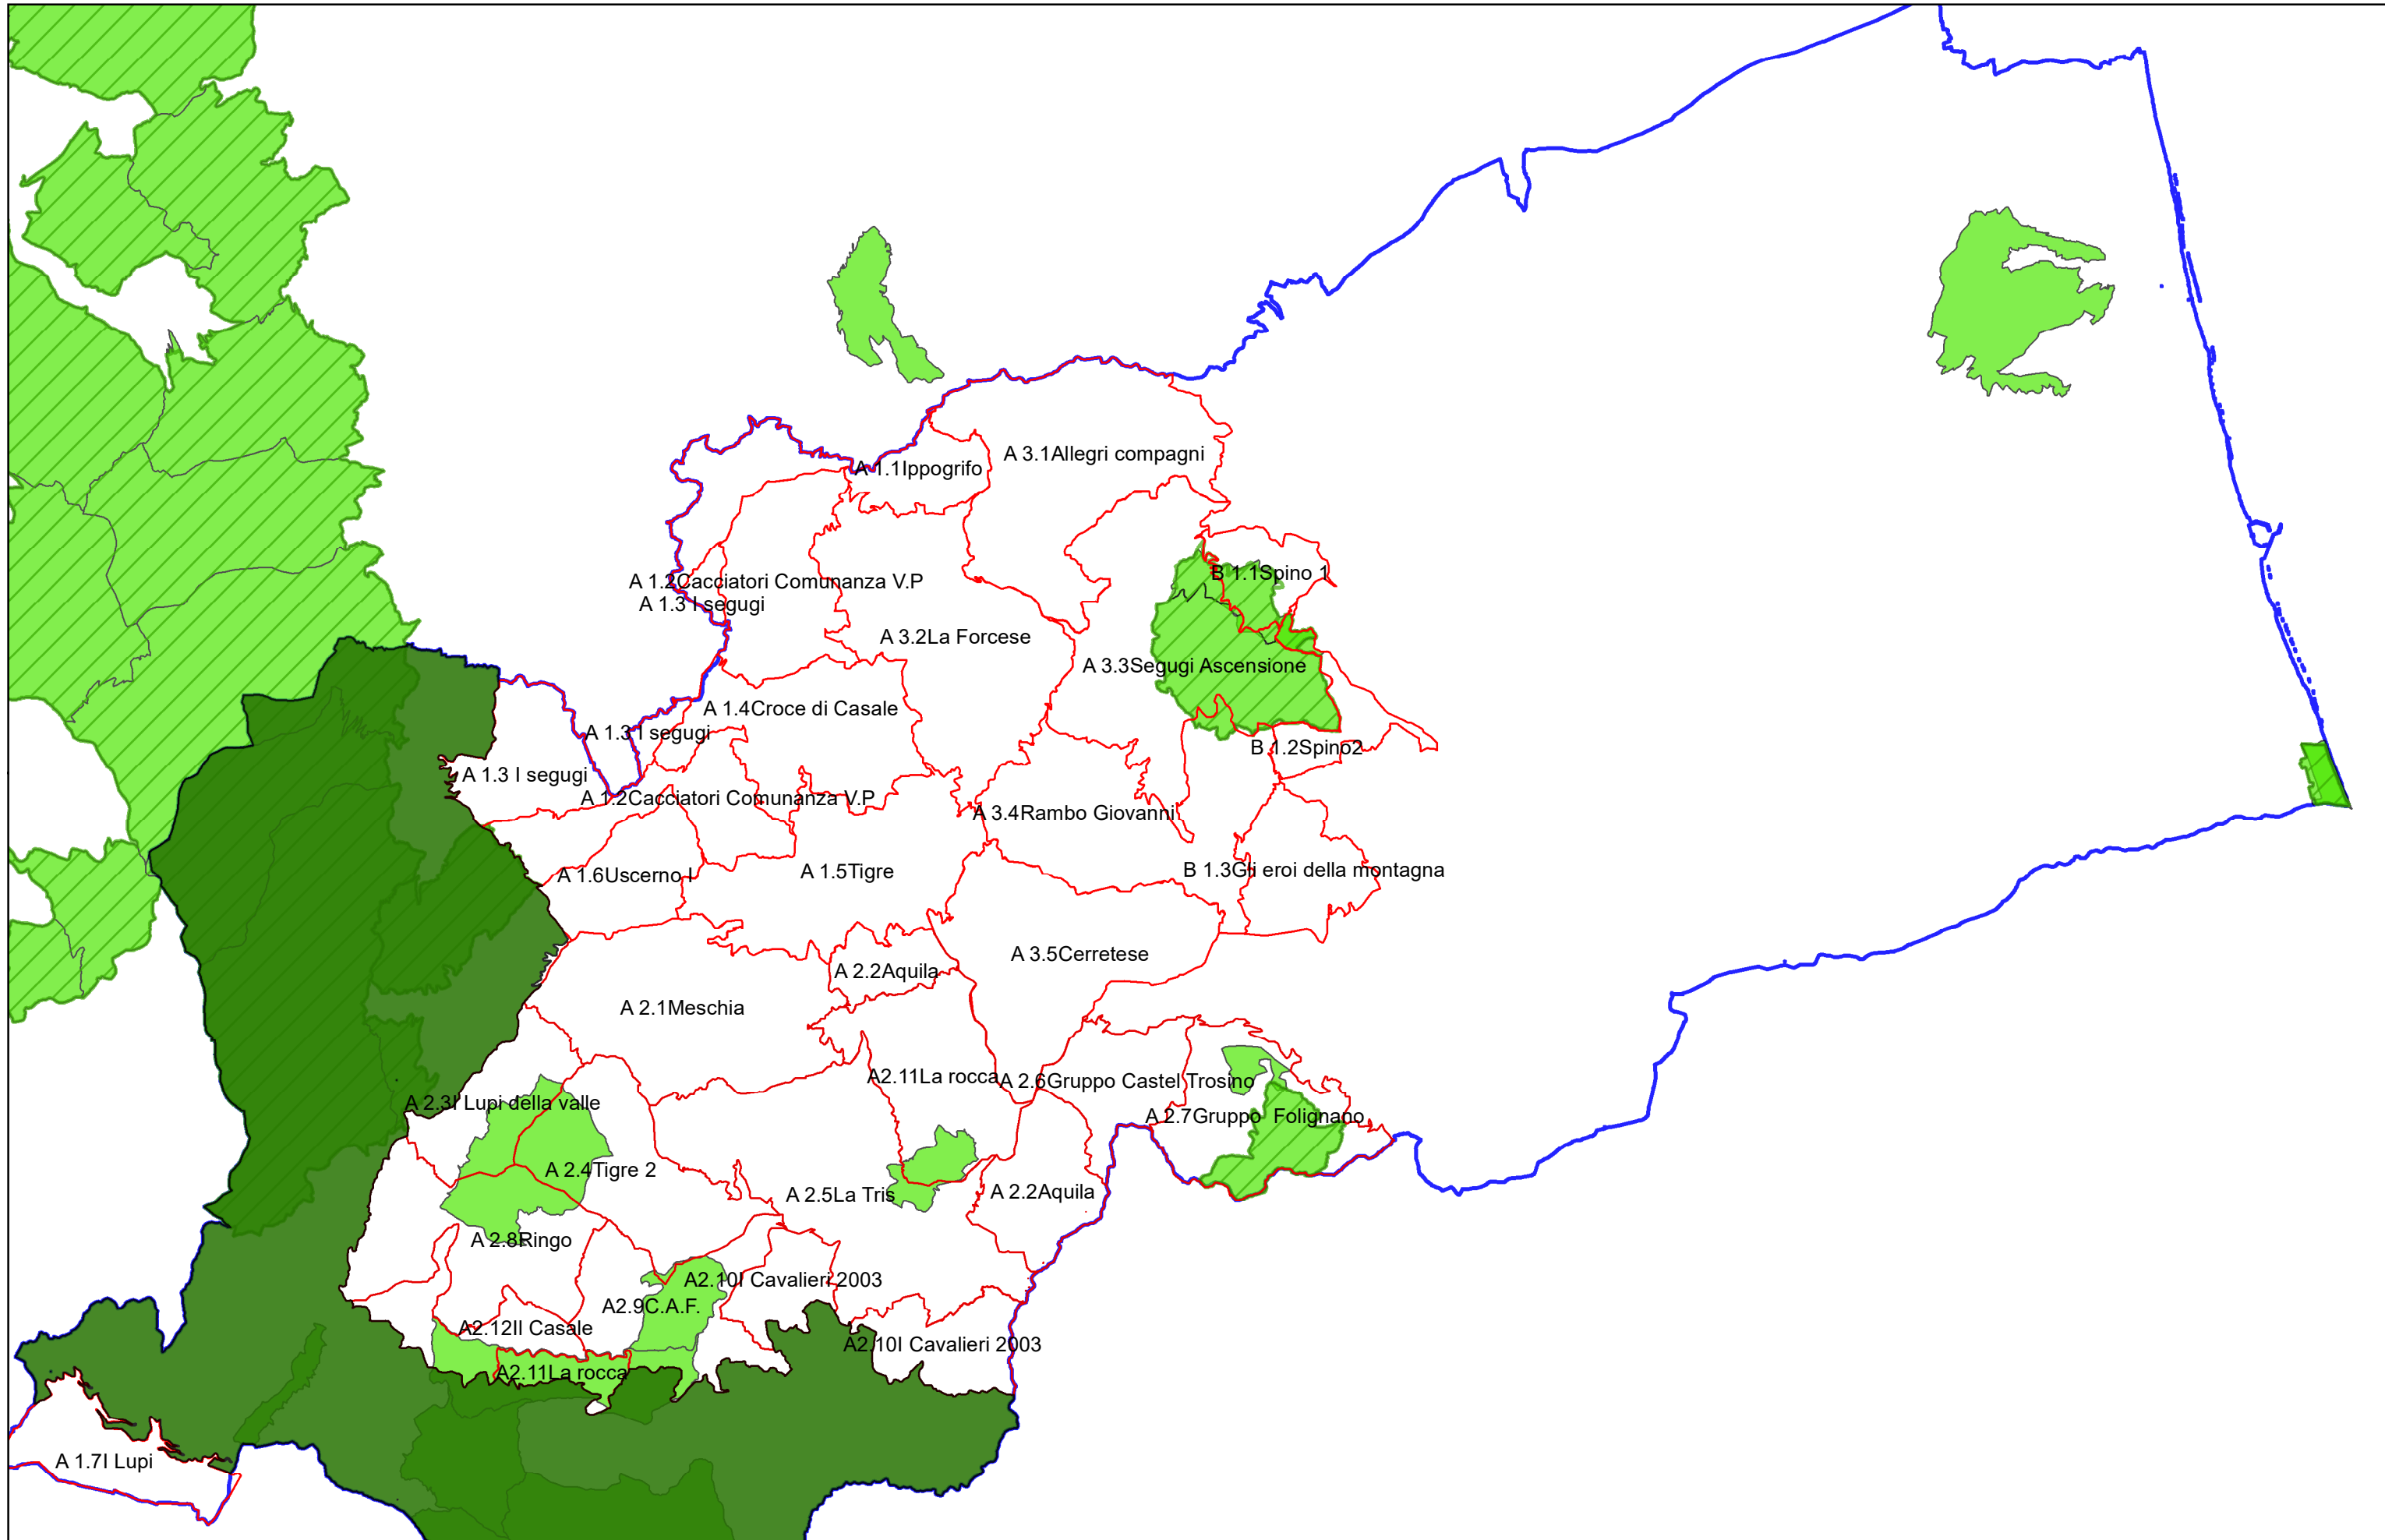 A 3.1Allegri compagni
A 1.1Ippogrifo
B 1.1Spino 1
A 1.2Cacciatori Comunanza V.P
A 1.3 I segugi
A 3.2La Forcese
A 3.3Segugi Ascensione
A 1.4Croce di Casale
A 1.3 I segugi
B 1.2Spino2
A 1.3 I segugi
A 1.2Cacciatori Comunanza V.P
A 3.4Rambo Giovanni
B 1.3Gli eroi della montagna
A 1.6Uscerno I
A 1.5Tigre
A 3.5Cerretese
A 2.2Aquila
A 2.1Meschia
A2.11La rocca
A 2.6Gruppo Castel Trosino
A 2.3I Lupi della valle
A 2.7Gruppo Folignano
A 2.4Tigre 2
A 2.5La Tris
A 2.2Aquila
A 2.8Ringo
A2.10I Cavalieri 2003
A2.9C.A.F.
A2.12Il Casale
A2.10I Cavalieri 2003
A2.11La rocca
A 1.7I Lupi